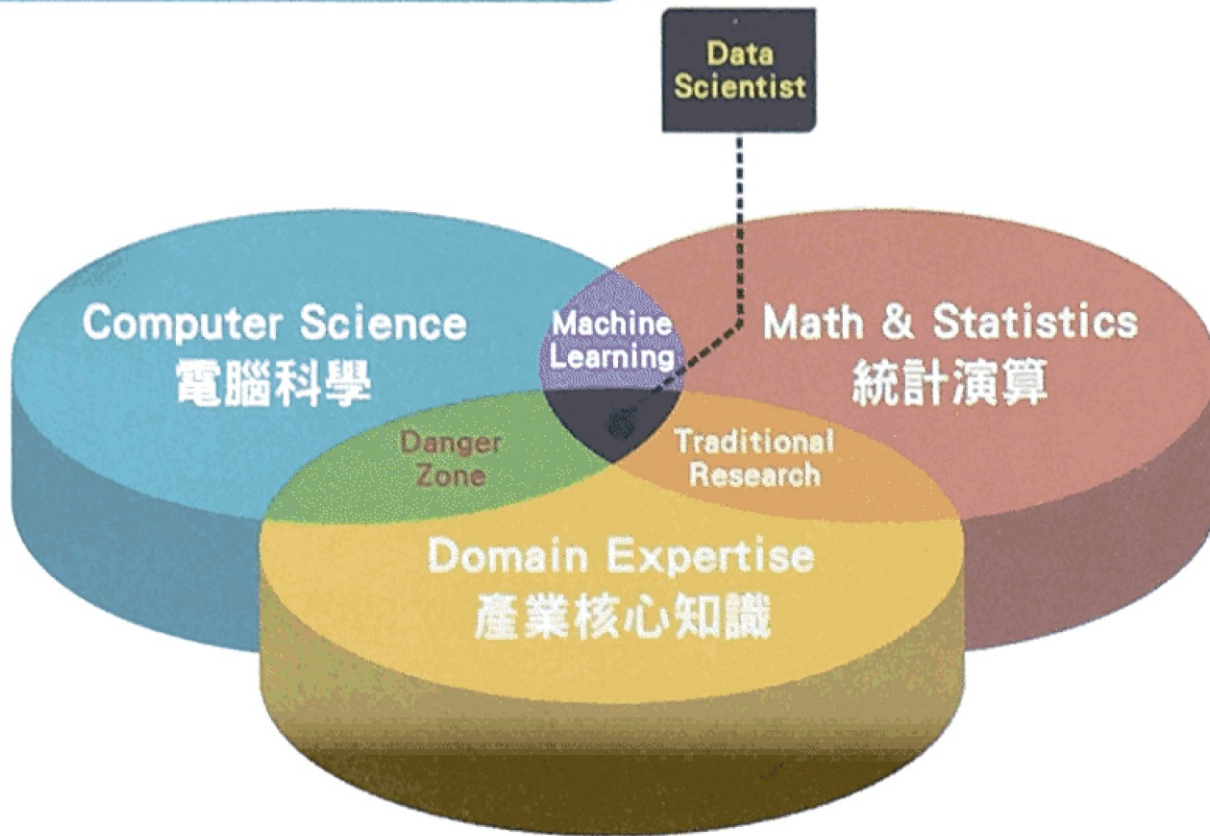 Data
Scientist
Computer Science
電腦科學
Machine
Learning
Math & Statistics
統計演算
Danger
Zone
Traditional
Research
Domain Expertise
產業核心知識